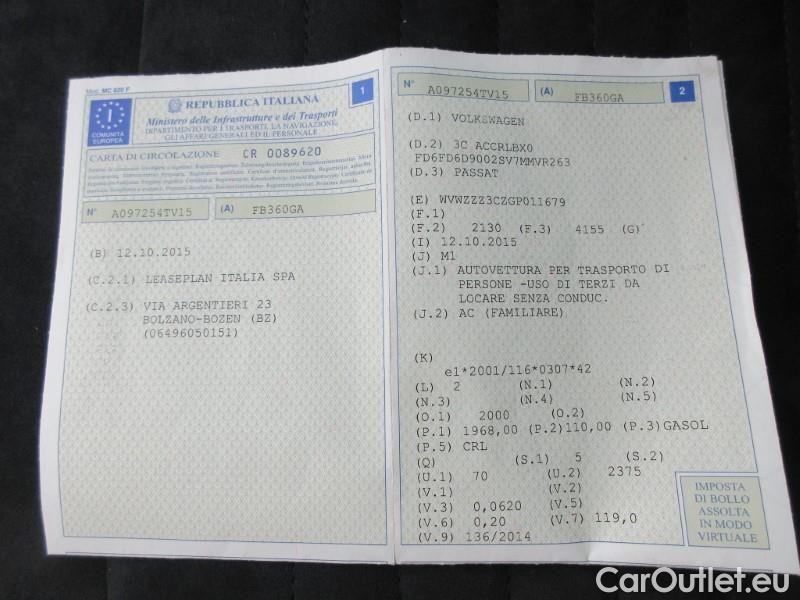 Mod. MC 820 F
1
COMUNITÀ
EUROPEA
REPUBBLICA ITALIANA
Ministero delle Infrastrutture e dei Trasporti
DIPARTIMENTO PER I TRASPORTI, LA NAVIGAZIONE,
GLI AFFARI GENERALI ED IL PERSONALE
CARTA DI CIRCOLAZIONE CR 0089620
N° A097254TV15 (A) FB360GA
(B) 12.10.2015
(C.2.1) LEASEPLAN ITALIA SPA
(C.2.3) VIA ARGENTIERI 23
BOLZANO-BOZEN (BZ)
(06496050151)
N° A097254TV15 (A) FB360GA 2
(D.1) VOLKSWAGEN
(D.2) 3C ACCRLBX0
FD6FD6D9002SV7MMVR263
(D.3) PASSAT
(E) WVWZZZ3CZGP011679
(F.1)
(F.2) 2130 (F.3) 4155 (G)
(I) 12.10.2015
(J) M1
(J.1) AUTOVETTURA PER TRASPORTO DI
PERSONE -USO DI TERZI DA
LOCARE SENZA CONDUC.
(J.2) AC (FAMILIARE)
(K)
e1*2001/116*0307*42
(L) 2 (N.1) (N.2)
(N.3) (N.4) (N.5)
(O.1) 2000 (O.2)
(P.1) 1968,00 (P.2)110,00 (P.3)GASOL
(P.5) CRL
(Q) (S.1) 5 (S.2)
(U.1) 70 (U.2) 2375
(V.1) (V.2)
(V.3) 0,0620 (V.5)
(V.6) 0,20 (V.7) 119,0
(V.9) 136/2014
IMPOSTA
DI BOLLO
ASSOLTA
IN MODO
VIRTUALE
CarOutlet.eu